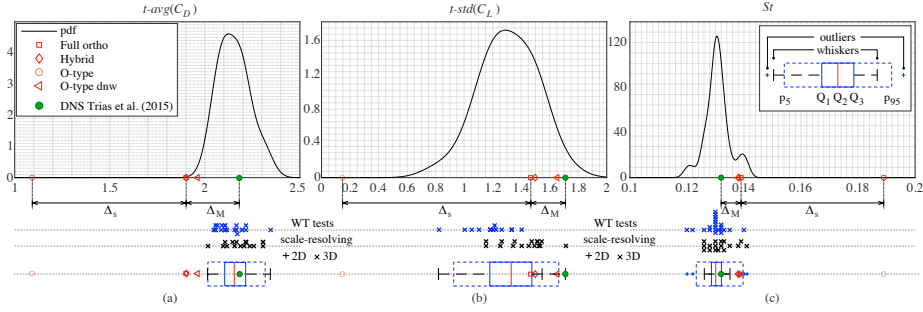 t-avg(C_D)
t-std(C_L)
St
pdf
Full ortho
Hybrid
O-type
O-type dnw
DNS Trias et al. (2015)
4
3
2
1
0
1
1.5
2
2.5
1.6
1.2
0.8
0.4
0
0
0.2
0.4
0.6
0.8
1
1.2
1.4
1.6
1.8
2
120
80
40
0
0.1
0.12
0.14
0.16
0.18
0.2
outliers
whiskers
p5
Q1 Q2 Q3
p95
Δs
ΔM
Δs
ΔM
ΔM
Δs
WT tests
scale-resolving
+ 2D × 3D
WT tests
scale-resolving
+ 2D × 3D
(a)
(b)
(c)